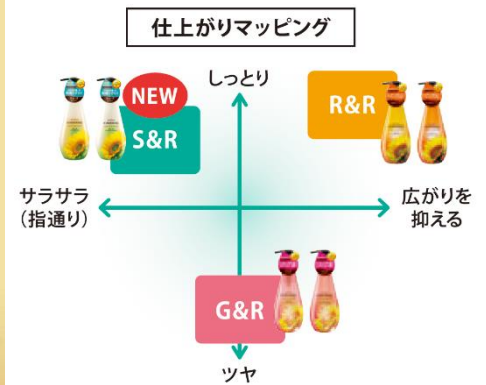 仕上がりマッピング
しっとり
NEW
S&R
R&R
サラサラ
(指通り)
広がりを
抑える
G&R
ツヤ